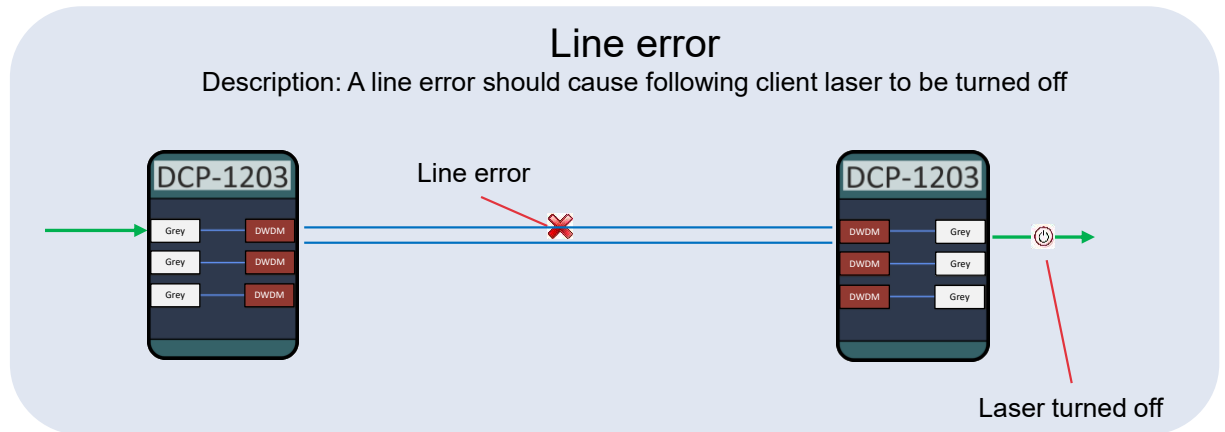 Line error
Description: A line error should cause following client laser to be turned off
Line error
DCP-1203
DCP-1203
Grey
DWDM
DWDM
Grey
Grey
DWDM
DWDM
Grey
Grey
DWDM
DWDM
Grey
Laser turned off